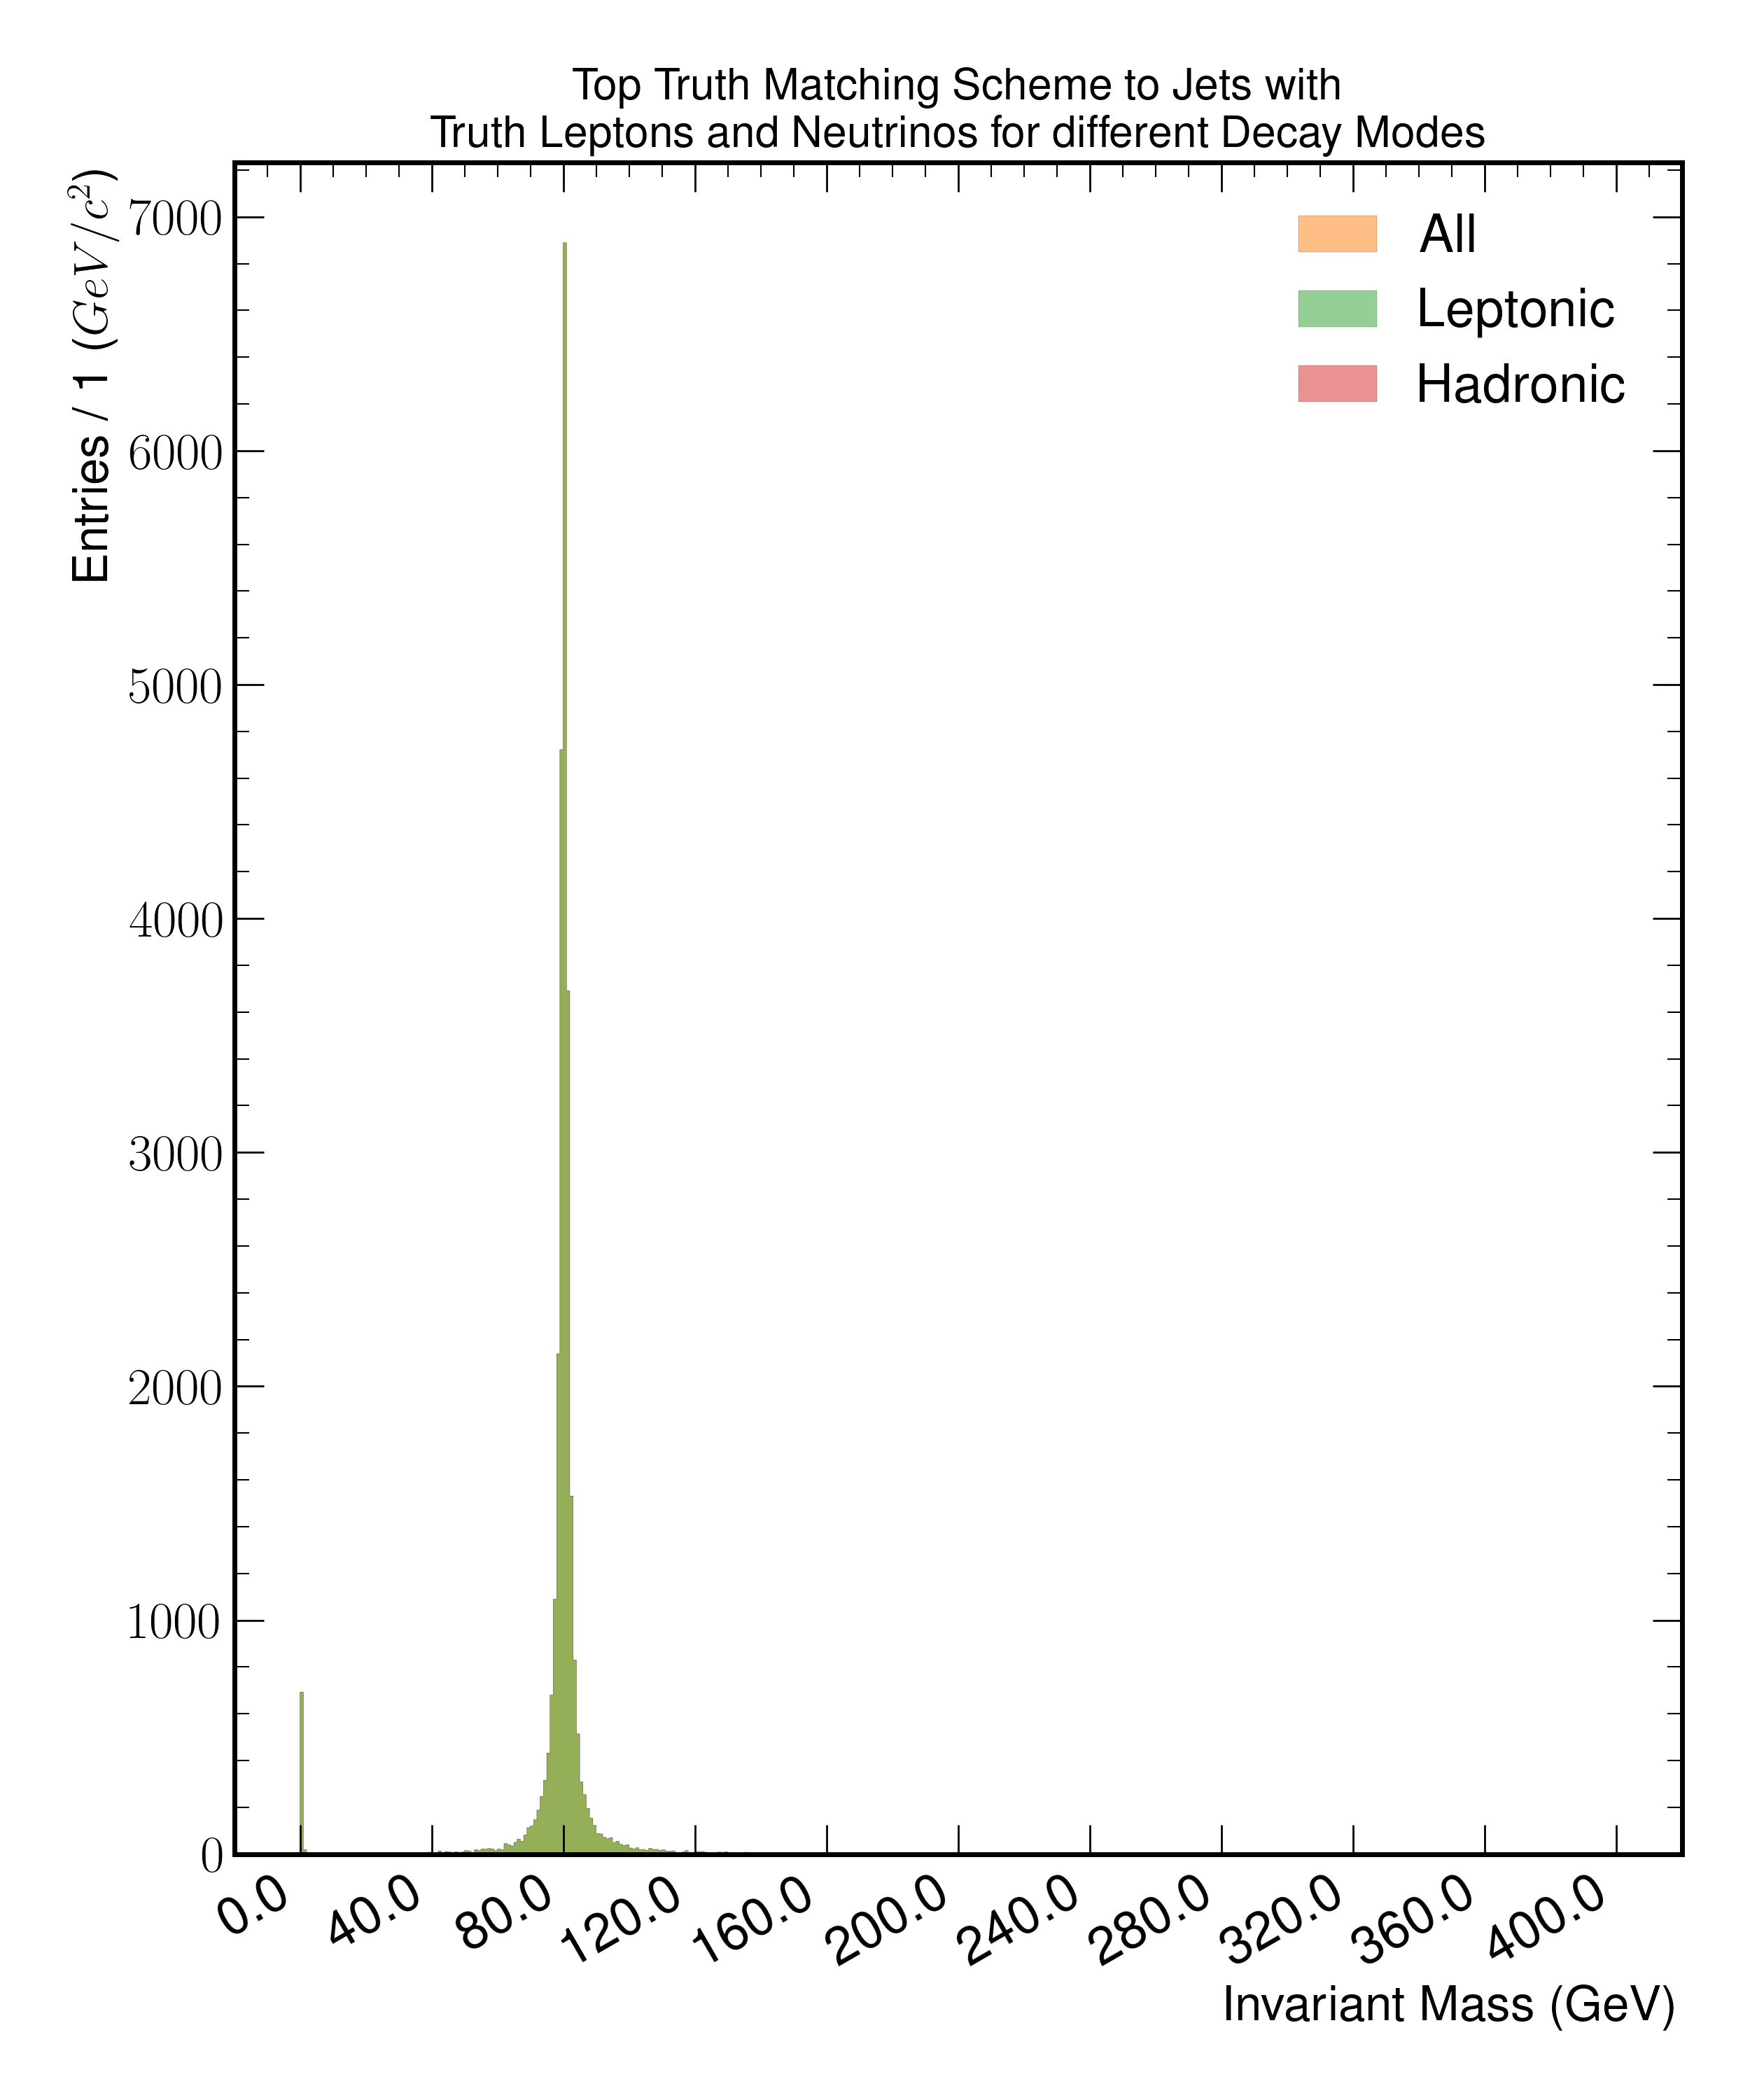 Top Truth Matching Scheme to Jets with
Truth Leptons and Neutrinos for different Decay Modes
Entries / 1 (GeV/c²)
7000
6000
5000
4000
3000
2000
1000
0
All
Leptonic
Hadronic
0.0
40.0
80.0
120.0
160.0
200.0
240.0
280.0
320.0
360.0
400.0
Invariant Mass (GeV)